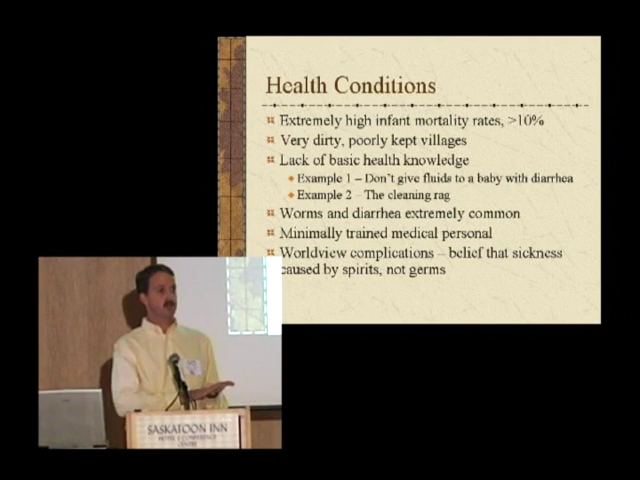 Health Conditions
Extremely high infant mortality rates, >10%
Very dirty, poorly kept villages
Lack of basic health knowledge
Example 1 – Don't give fluids to a baby with diarrhea
Example 2 – The cleaning rag
Worms and diarrhea extremely common
Minimally trained medical personal
Worldview complications – belief that sickness
caused by spirits, not germs
SASKATOON INN
HOTEL & CONFERENCE
CENTRE